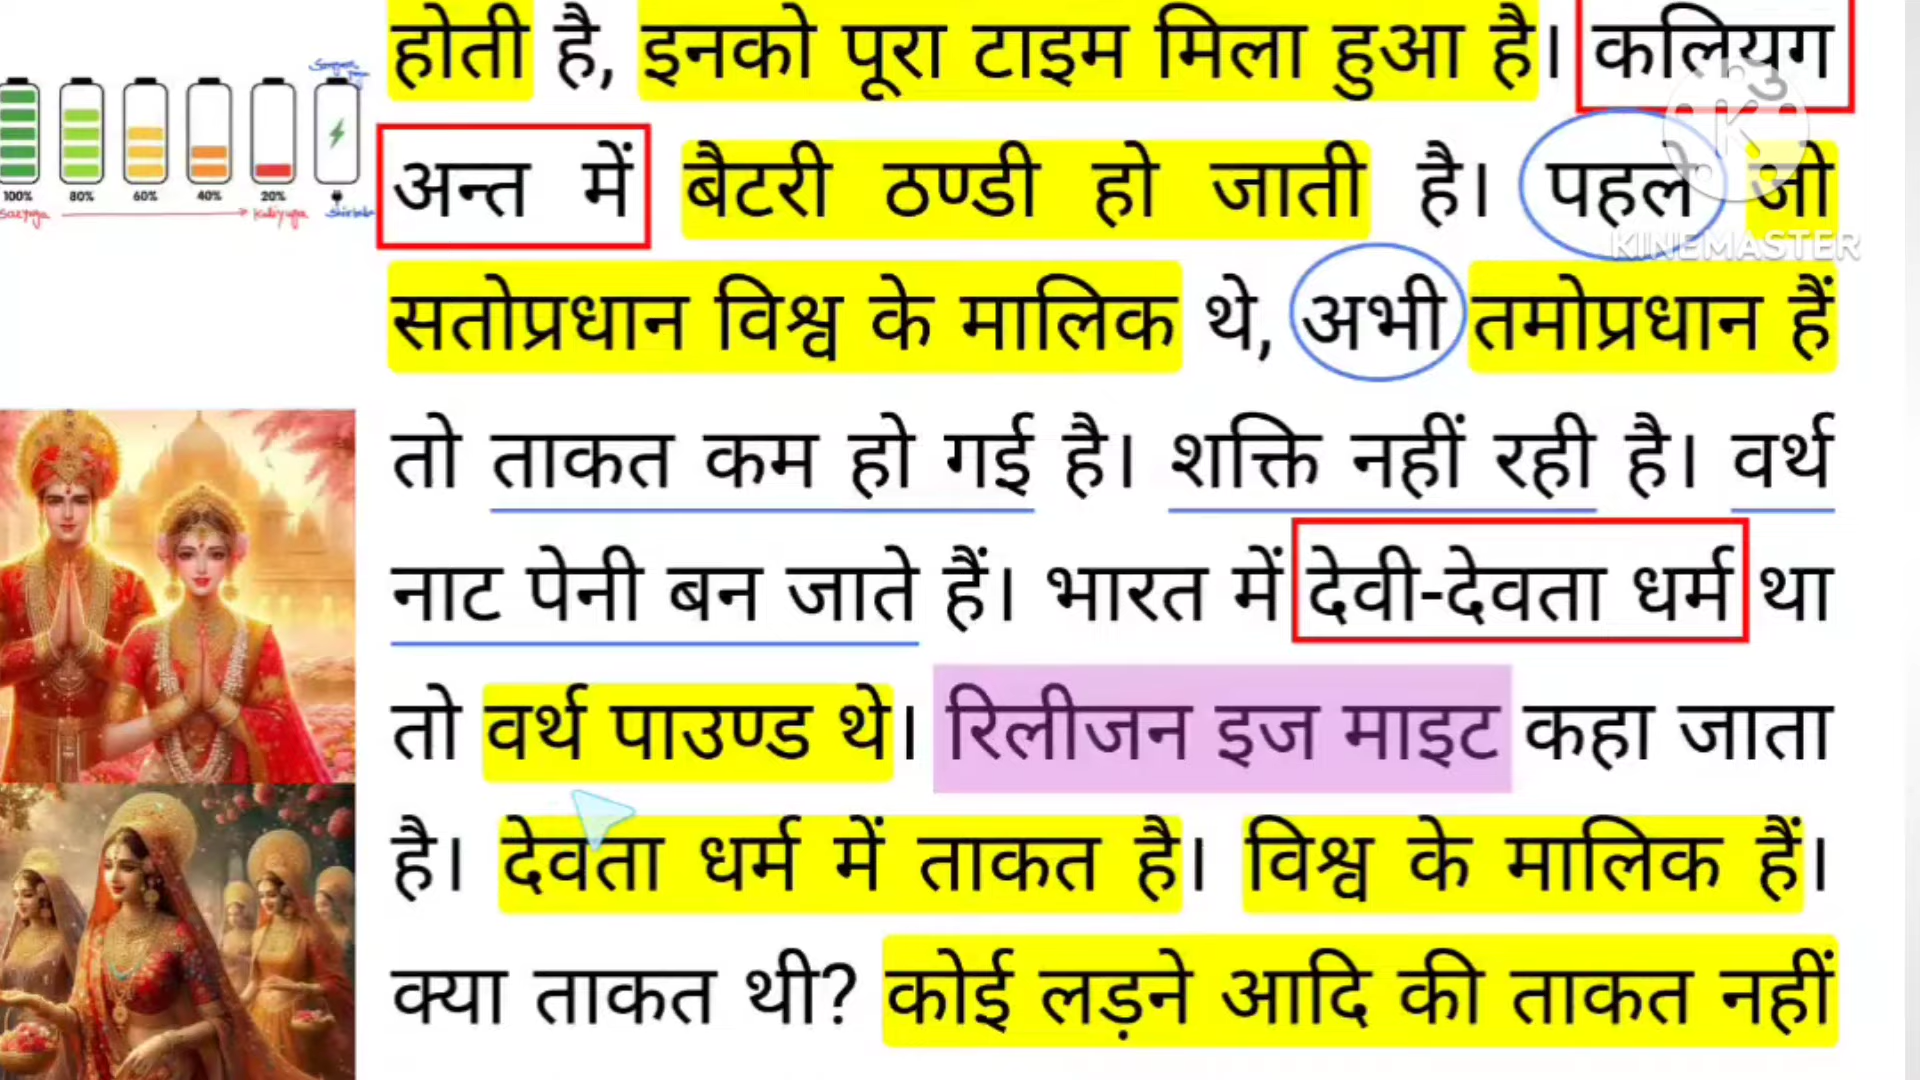 होती है, इनको पूरा टाइम मिला हुआ है। कलियुग
अन्त में बैटरी ठण्डी हो जाती है। पहले जो
सतोप्रधान विश्व के मालिक थे, अभी तमोप्रधान हैं
तो ताकत कम हो गई है। शक्ति नहीं रही है। वर्थ
नाट पेनी बन जाते हैं। भारत में देवी-देवता धर्म था
तो वर्थ पाउण्ड थे। रिलीजन इज माइट कहा जाता
है। देवता धर्म में ताकत है। विश्व के मालिक हैं।
क्या ताकत थी? कोई लड़ने आदि की ताकत नहीं
100% 80% 60% 40% 20%
Kaliyuga
K
KINEMASTER